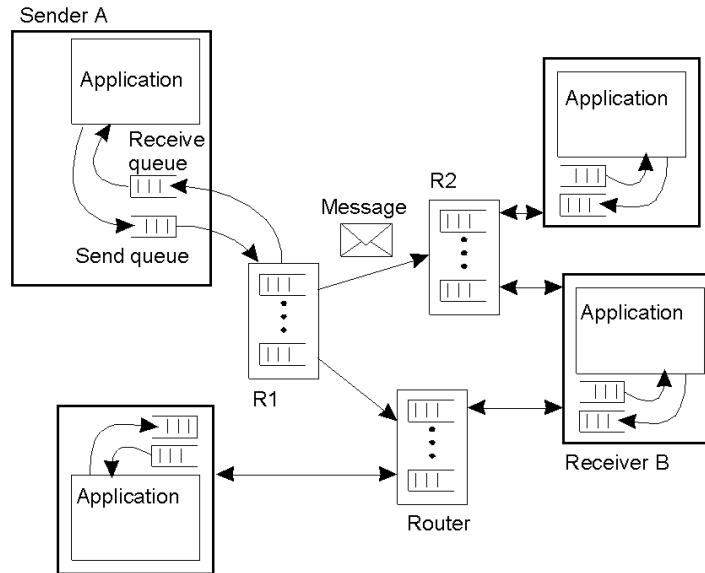 Sender A
Application
Receive
queue
Send queue
Message
R2
Application
R1
Application
Receiver B
Application
Router